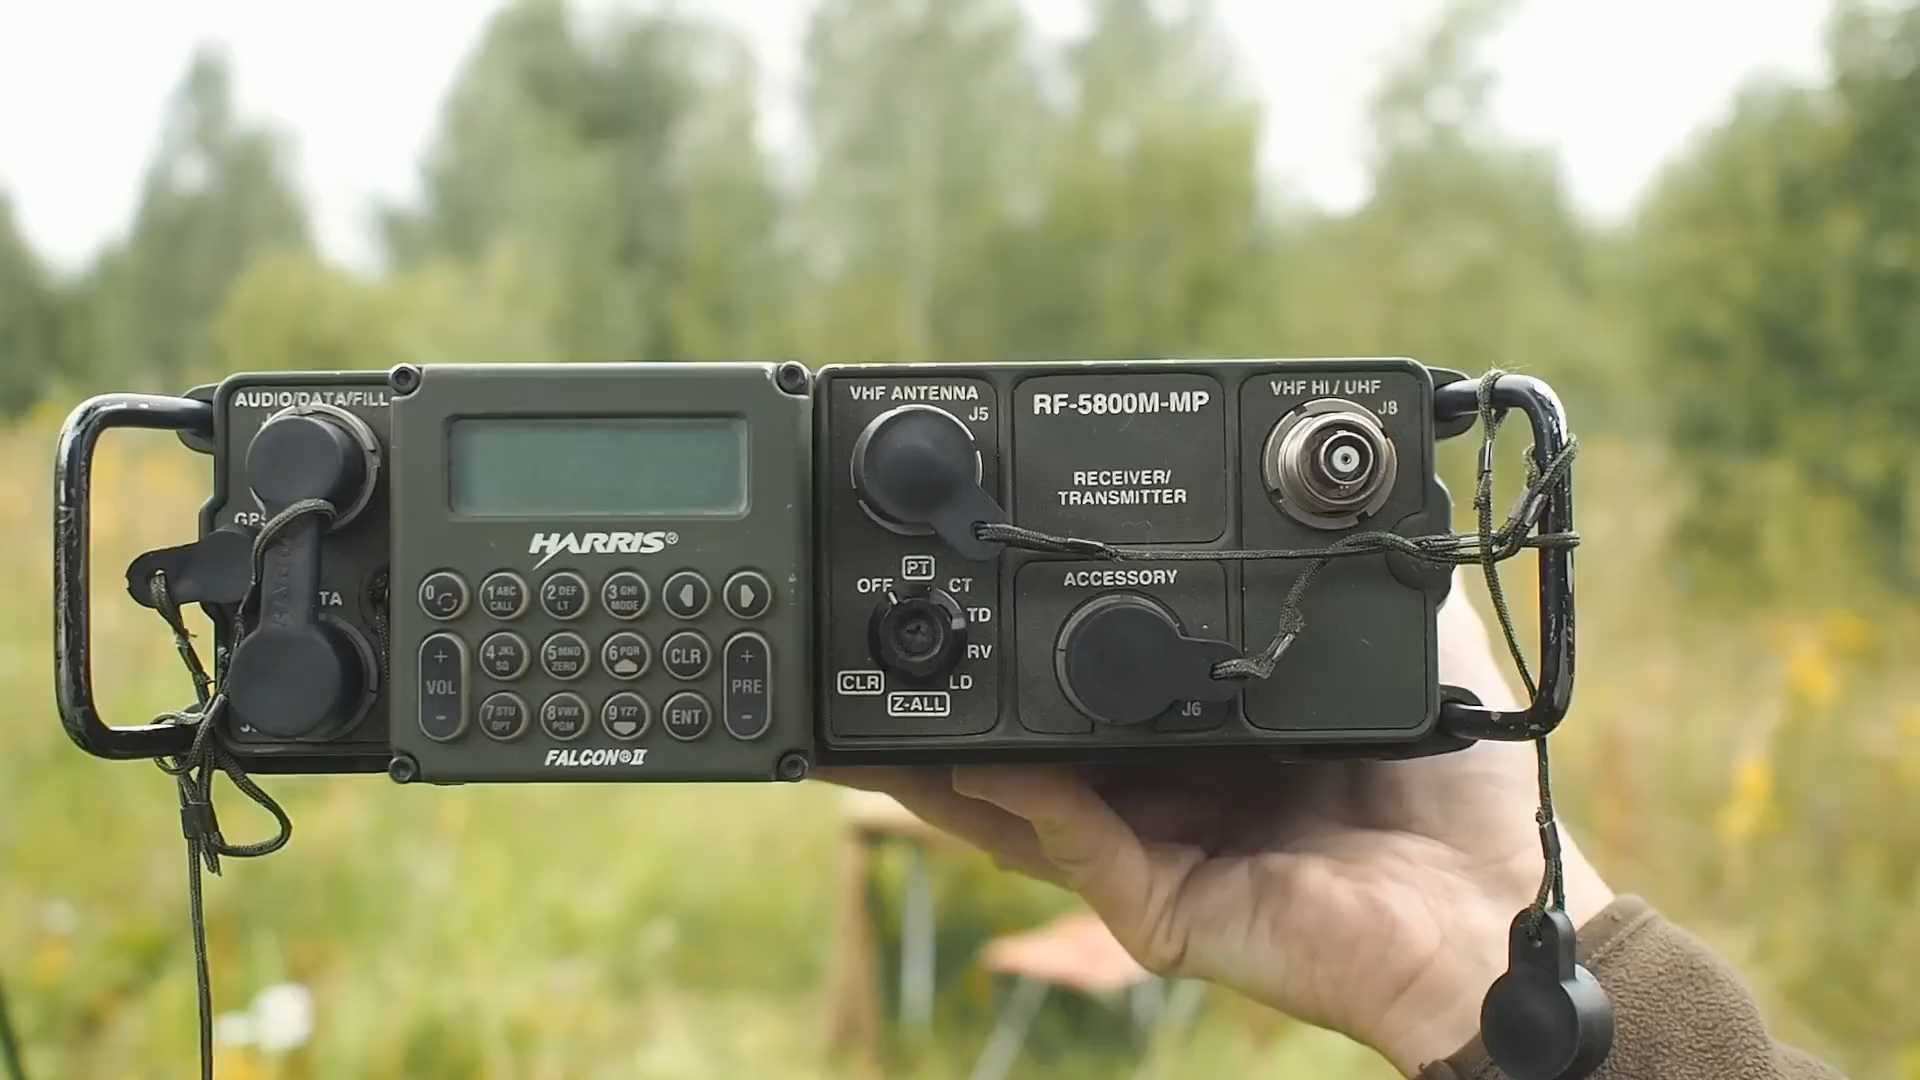 AUDIO/DATA/FILL
GPS
TA
HARRIS®
0
1 ABC
CALL
2 DEF
LT
3 GHI
MODE
+
VOL
-
4 JKL
SQ
5 MNO
ZERO
6 PQR
CLR
+
PRE
-
7 STU
OPT
8 VWX
PGM
9 YZ?
ENT
FALCON® II
VHF ANTENNA
J5
OFF
PT
CT
TD
RV
LD
Z-ALL
CLR
RF-5800M-MP
RECEIVER/
TRANSMITTER
ACCESSORY
J6
VHF HI / UHF
J8